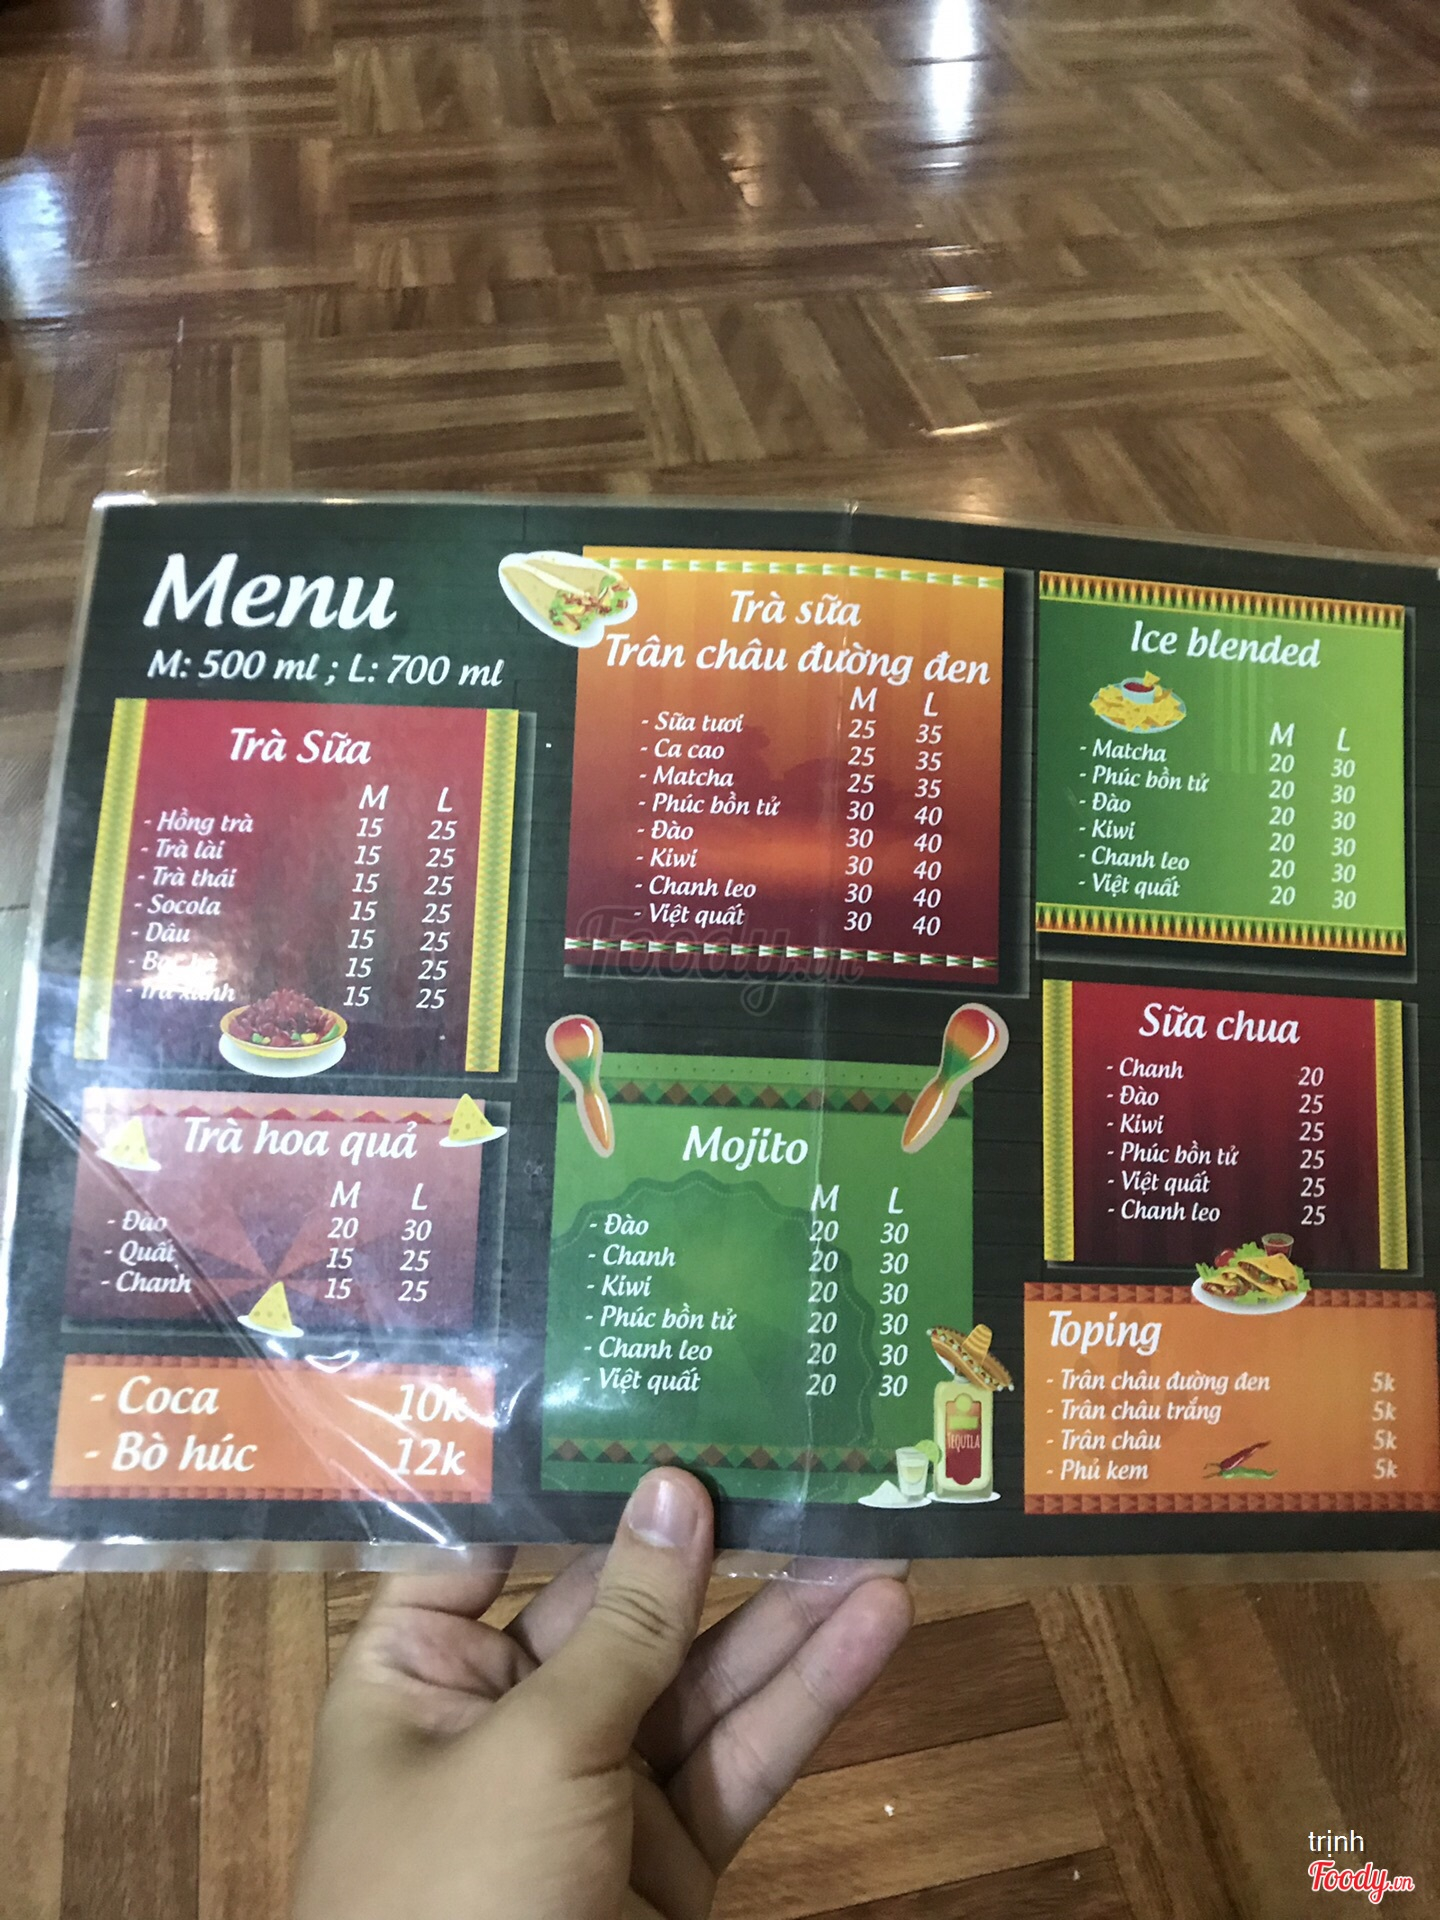 Menu
M: 500 ml ; L: 700 ml
Trà Sữa
M L
- Hồng trà 15 25
- Trà lài 15 25
- Trà thái 15 25
- Socola 15 25
- Dâu 15 25
- Bạc hà 15 25
- Trà xanh 15 25
Trà hoa quả
M L
- Đào 20 30
- Quất 15 25
- Chanh 15 25
- Coca 10k
- Bò húc 12k
Trà sữa
Trân châu đường đen
M L
- Sữa tươi 25 35
- Ca cao 25 35
- Matcha 25 35
- Phúc bồn tử 30 40
- Đào 30 40
- Kiwi 30 40
- Chanh leo 30 40
- Việt quất 30 40
Foody.vn
Mojito
M L
- Đào 20 30
- Chanh 20 30
- Kiwi 20 30
- Phúc bồn tử 20 30
- Chanh leo 20 30
- Việt quất 20 30
TEQUILA
Ice blended
M L
- Matcha 20 30
- Phúc bồn tử 20 30
- Đào 20 30
- Kiwi 20 30
- Chanh leo 20 30
- Việt quất 20 30
Sữa chua
- Chanh 20
- Đào 25
- Kiwi 25
- Phúc bồn tử 25
- Việt quất 25
- Chanh leo 25
Toping
- Trân châu đường đen 5k
- Trân châu trắng 5k
- Trân châu 5k
- Phủ kem 5k
trịnh
Foody.vn